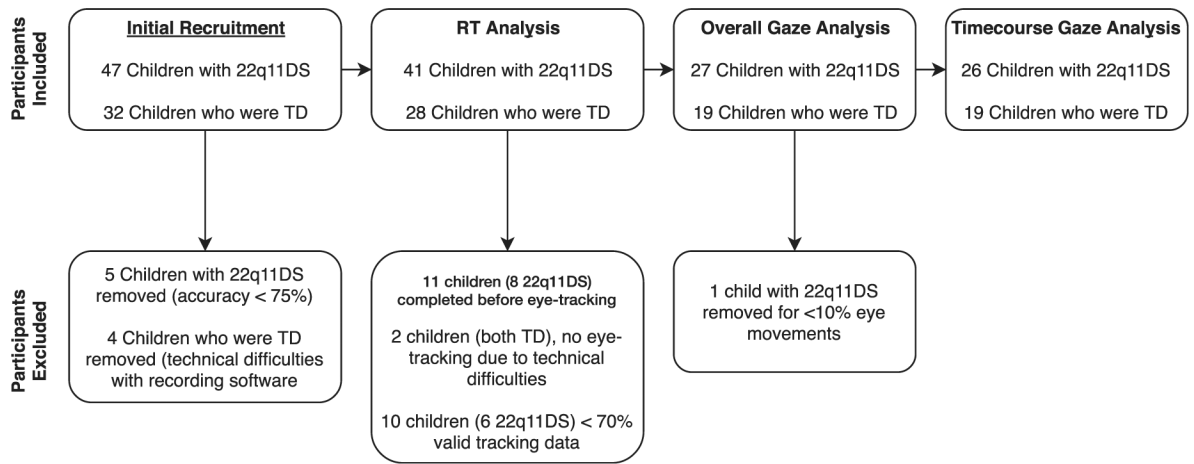 Participants
Included
Initial Recruitment
47 Children with 22q11DS
32 Children who were TD
RT Analysis
41 Children with 22q11DS
28 Children who were TD
Overall Gaze Analysis
27 Children with 22q11DS
19 Children who were TD
Timecourse Gaze Analysis
26 Children with 22q11DS
19 Children who were TD
Participants
Excluded
5 Children with 22q11DS
removed (accuracy < 75%)
4 Children who were TD
removed (technical difficulties
with recording software
11 children (8 22q11DS)
completed before eye-tracking
2 children (both TD), no eye-
tracking due to technical
difficulties
10 children (6 22q11DS) < 70%
valid tracking data
1 child with 22q11DS
removed for <10% eye
movements